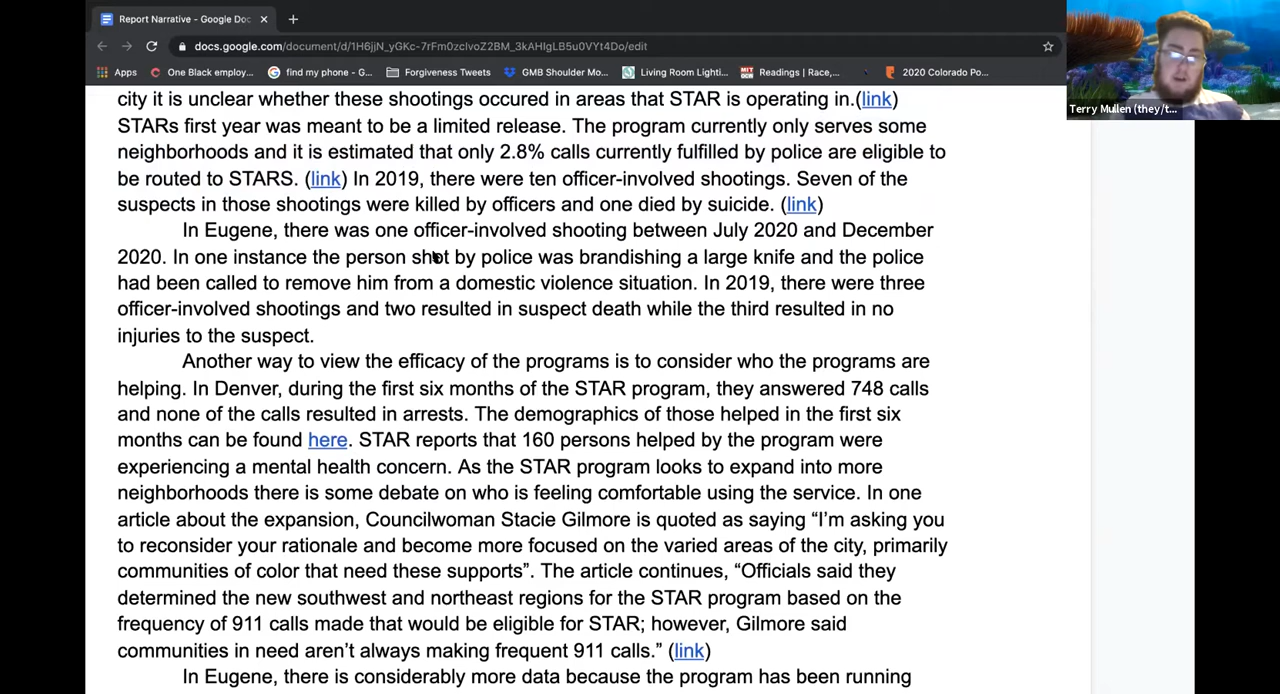 Report Narrative - Google Doc
docs.google.com/document/d/1H6jjN_yGKc-7rFm0zclvoZ2BM_3kAHIgLB5u0VYt4Do/edit
Apps
One Black employ...
find my phone - G...
Forgiveness Tweets
GMB Shoulder Mo...
Living Room Lighti...
Readings | Race,...
2020 Colorado Po...
Terry Mullen (they/t...
city it is unclear whether these shootings occured in areas that STAR is operating in.(link)
STARs first year was meant to be a limited release. The program currently only serves some
neighborhoods and it is estimated that only 2.8% calls currently fulfilled by police are eligible to
be routed to STARS. (link) In 2019, there were ten officer-involved shootings. Seven of the
suspects in those shootings were killed by officers and one died by suicide. (link)
In Eugene, there was one officer-involved shooting between July 2020 and December
2020. In one instance the person shot by police was brandishing a large knife and the police
had been called to remove him from a domestic violence situation. In 2019, there were three
officer-involved shootings and two resulted in suspect death while the third resulted in no
injuries to the suspect.
Another way to view the efficacy of the programs is to consider who the programs are
helping. In Denver, during the first six months of the STAR program, they answered 748 calls
and none of the calls resulted in arrests. The demographics of those helped in the first six
months can be found here. STAR reports that 160 persons helped by the program were
experiencing a mental health concern. As the STAR program looks to expand into more
neighborhoods there is some debate on who is feeling comfortable using the service. In one
article about the expansion, Councilwoman Stacie Gilmore is quoted as saying “I’m asking you
to reconsider your rationale and become more focused on the varied areas of the city, primarily
communities of color that need these supports”. The article continues, “Officials said they
determined the new southwest and northeast regions for the STAR program based on the
frequency of 911 calls made that would be eligible for STAR; however, Gilmore said
communities in need aren’t always making frequent 911 calls.” (link)
In Eugene, there is considerably more data because the program has been running